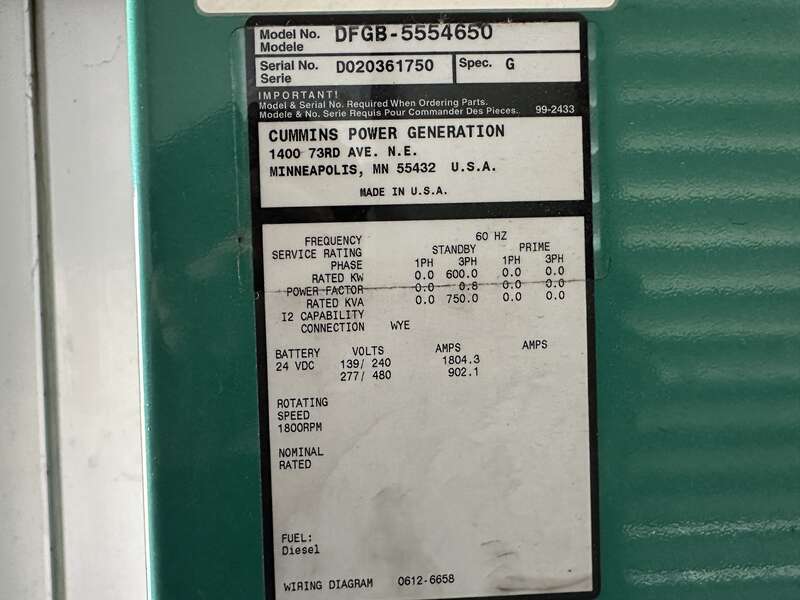 Model No. DFGB-5554650
Modele
Serial No. D020361750 Spec. G
Serie
IMPORTANT!
Model & Serial No. Required When Ordering Parts.
Modele & No. Serie Requis Pour Commander Des Pieces. 99-2433
CUMMINS POWER GENERATION
1400 73RD AVE. N.E.
MINNEAPOLIS, MN 55432 U.S.A.
MADE IN U.S.A.
FREQUENCY 60 HZ
SERVICE RATING STANDBY PRIME
PHASE 1PH 3PH 1PH 3PH
RATED KW 0.0 600.0 0.0 0.0
POWER FACTOR 0.0 0.8 0.0 0.0
RATED KVA 0.0 750.0 0.0 0.0
I2 CAPABILITY
CONNECTION WYE
BATTERY VOLTS AMPS AMPS
24 VDC 139/ 240 1804.3
277/ 480 902.1
ROTATING
SPEED
1800RPM
NOMINAL
RATED
FUEL:
Diesel
WIRING DIAGRAM 0612-6658